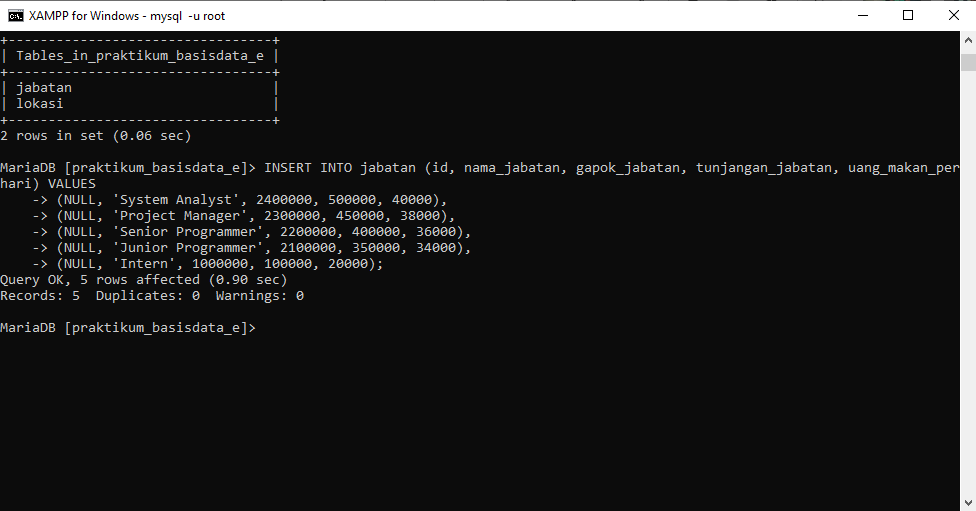 XAMPP for Windows - mysql  -u root
+---------------------------------+
| Tables_in_praktikum_basisdata_e |
+---------------------------------+
| jabatan                         |
| lokasi                          |
+---------------------------------+
2 rows in set (0.06 sec)
MariaDB [praktikum_basisdata_e]> INSERT INTO jabatan (id, nama_jabatan, gapok_jabatan, tunjangan_jabatan, uang_makan_per
hari) VALUES
    -> (NULL, 'System Analyst', 2400000, 500000, 40000),
    -> (NULL, 'Project Manager', 2300000, 450000, 38000),
    -> (NULL, 'Senior Programmer', 2200000, 400000, 36000),
    -> (NULL, 'Junior Programmer', 2100000, 350000, 34000),
    -> (NULL, 'Intern', 1000000, 100000, 20000);
Query OK, 5 rows affected (0.90 sec)
Records: 5  Duplicates: 0  Warnings: 0
MariaDB [praktikum_basisdata_e]>